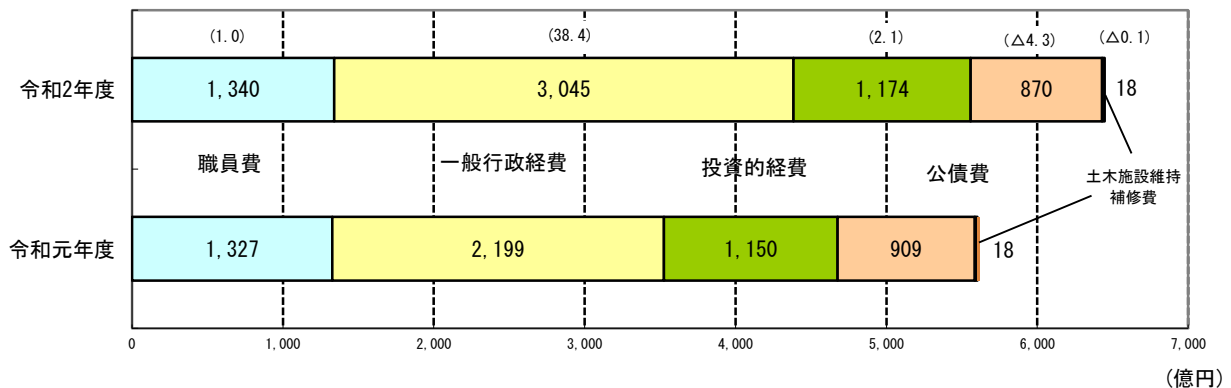 (1.0) (38.4) (2.1) (△4.3) (△0.1)
令和2年度 1,340 3,045 1,174 870 18
職員費 一般行政経費 投資的経費 公債費 土木施設維持
補修費
令和元年度 1,327 2,199 1,150 909 18
0 1,000 2,000 3,000 4,000 5,000 6,000 7,000
(億円)